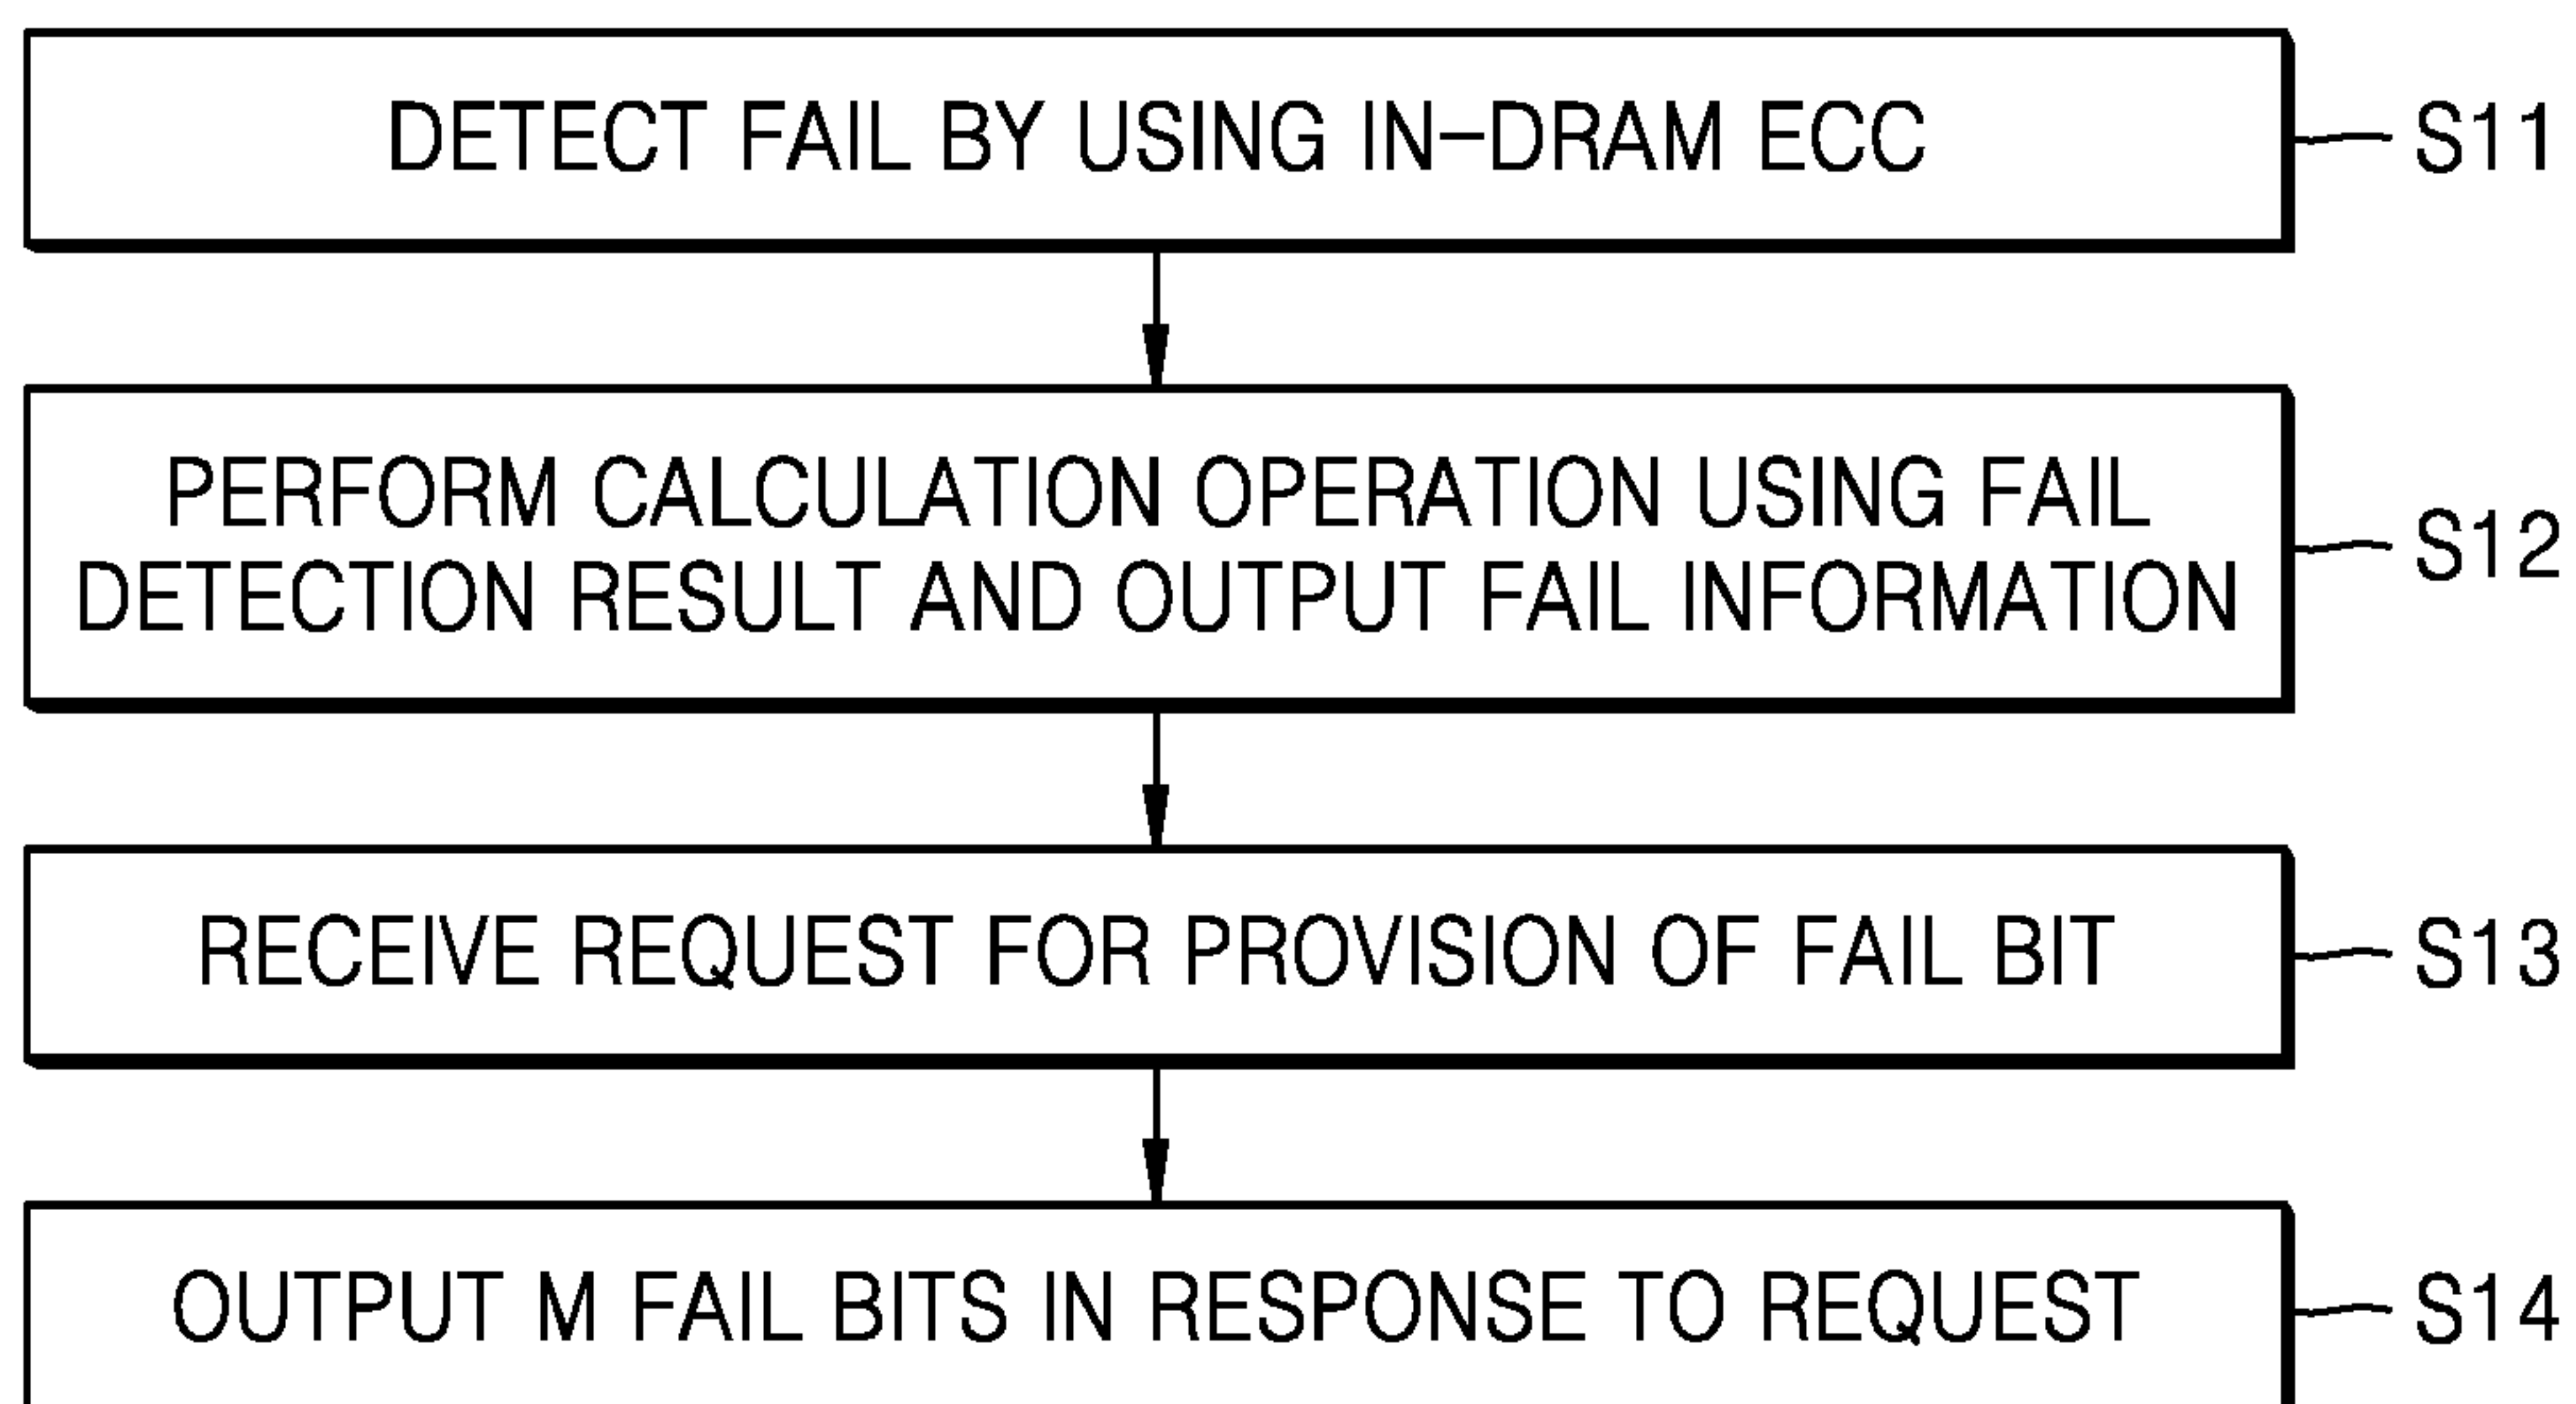 DETECT FAIL BY USING IN-DRAM ECC
S11
PERFORM CALCULATION OPERATION USING FAIL
DETECTION RESULT AND OUTPUT FAIL INFORMATION
S12
RECEIVE REQUEST FOR PROVISION OF FAIL BIT
S13
OUTPUT M FAIL BITS IN RESPONSE TO REQUEST
S14